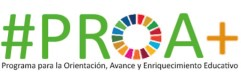 #PROA+
Programa para la Orientación, Avance y Enriquecimiento Educativo